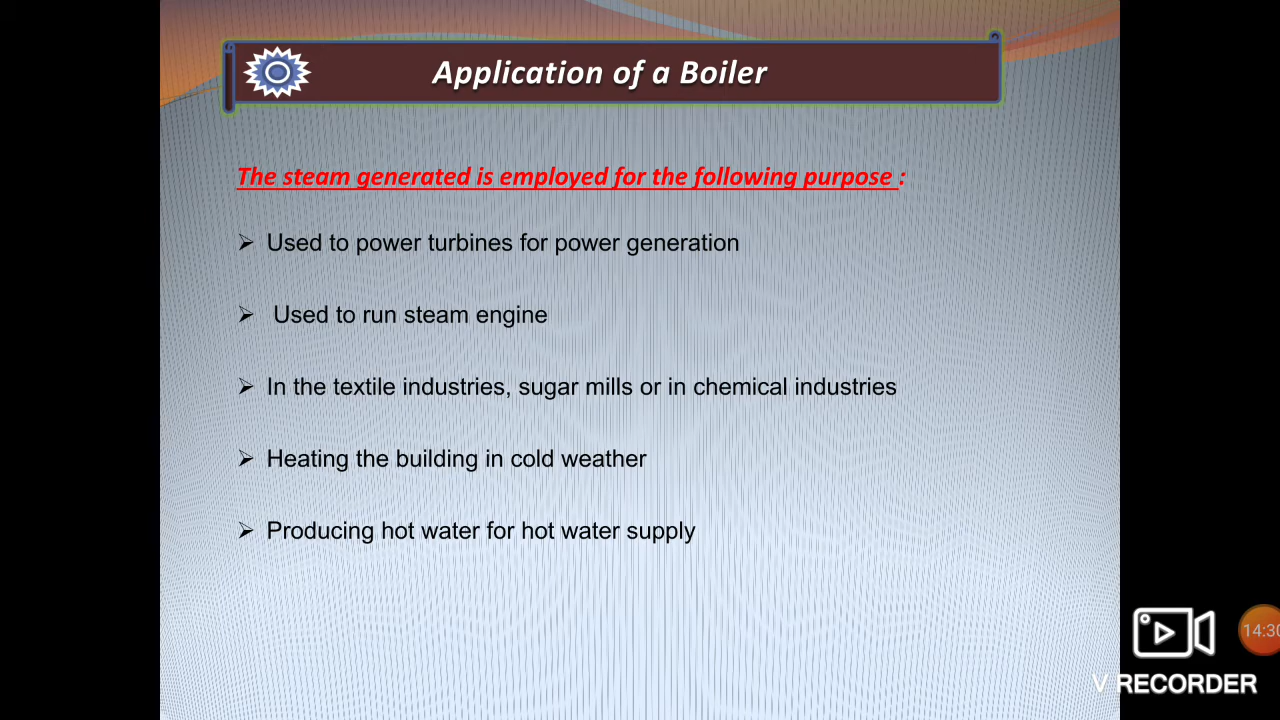 Application of a Boiler
The steam generated is employed for the following purpose :
➢ Used to power turbines for power generation
➢ Used to run steam engine
➢ In the textile industries, sugar mills or in chemical industries
➢ Heating the building in cold weather
➢ Producing hot water for hot water supply
14:30
V RECORDER